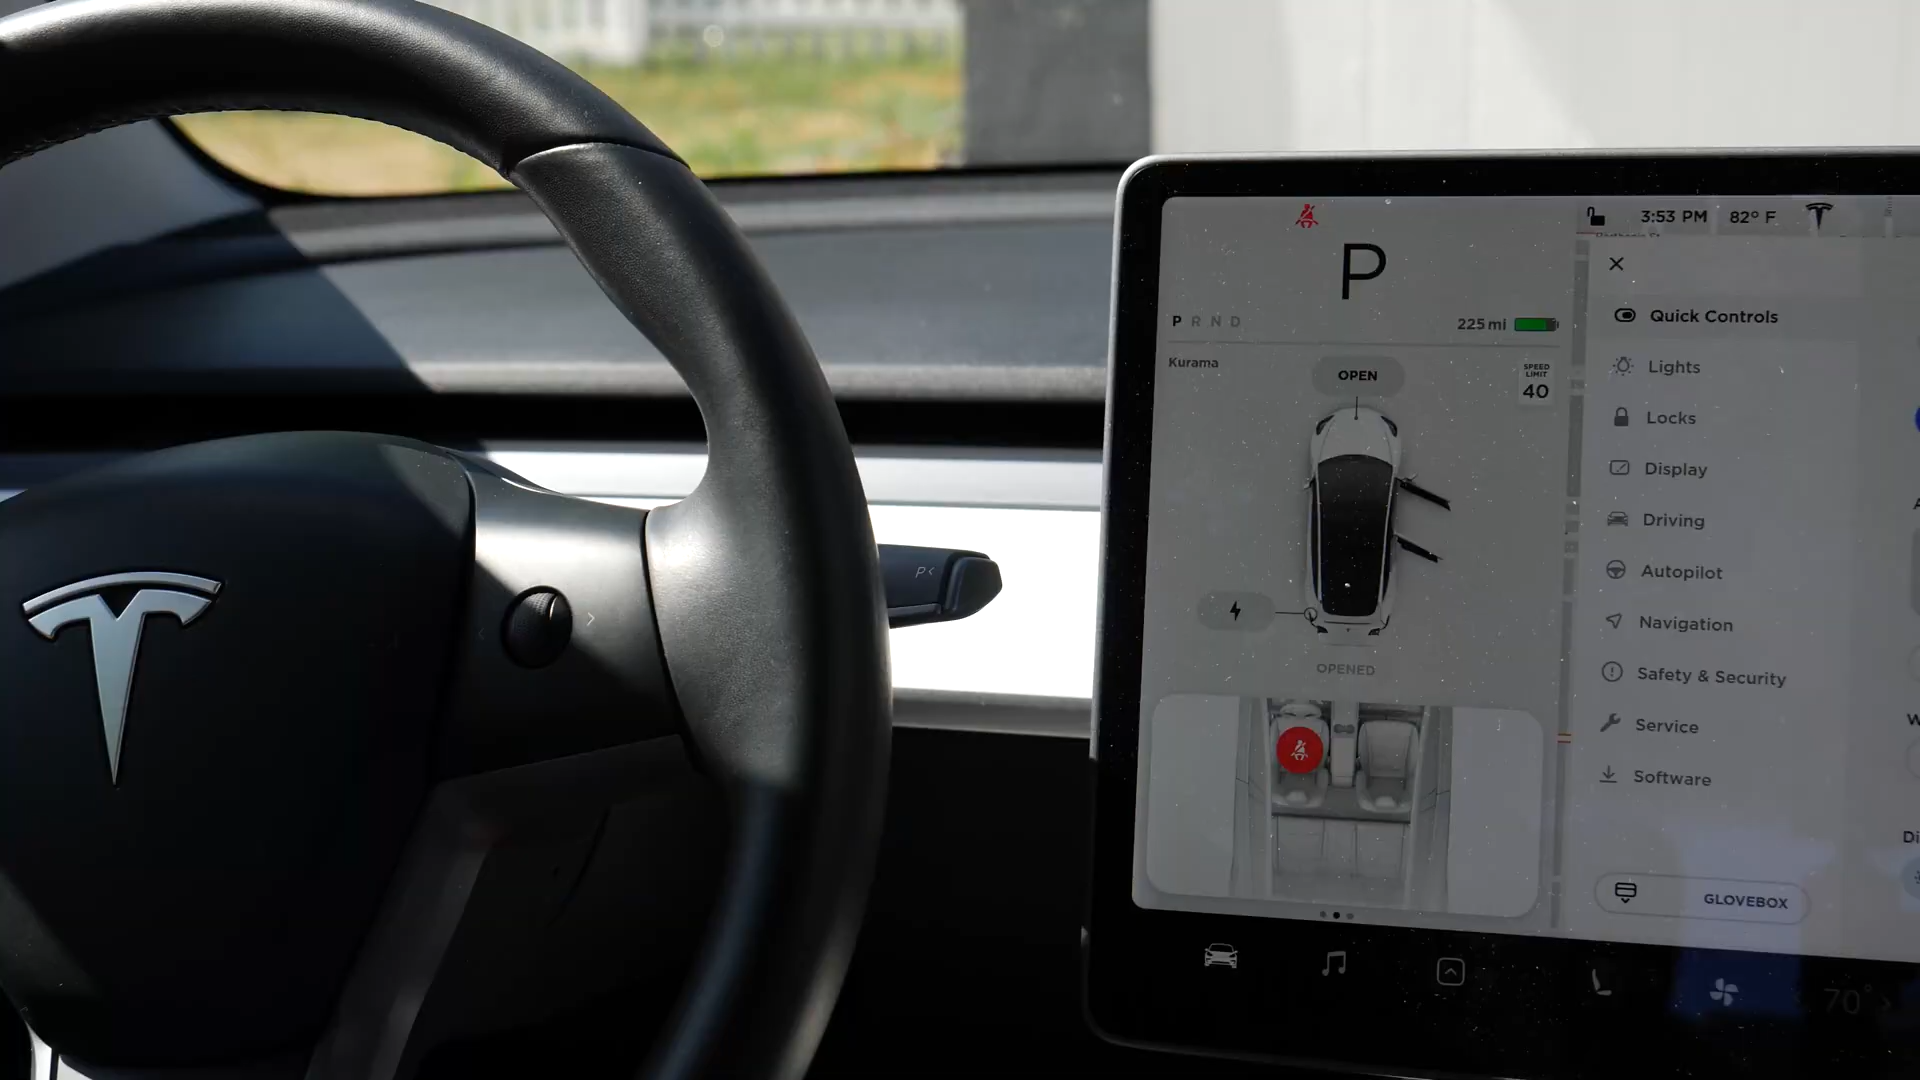 3:53 PM
82° F
P
P R N D
225 mi
Kurama
OPEN
SPEED
LIMIT
40
OPENED
Quick Controls
Lights
Locks
Display
Driving
Autopilot
Navigation
Safety & Security
Service
Software
GLOVEBOX
70°
P